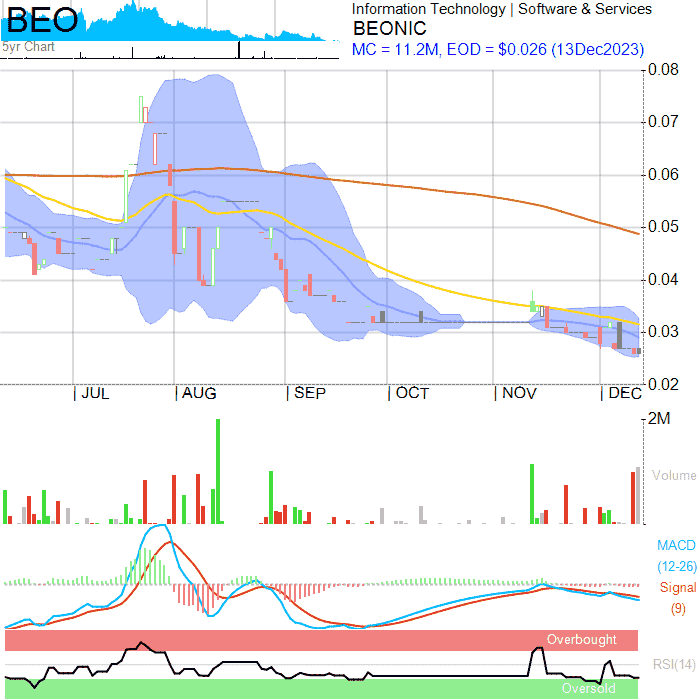 BEO
5yr Chart
Information Technology | Software & Services
BEONIC
MC = 11.2M, EOD = $0.026 (13Dec2023)
0.08
0.07
0.06
0.05
0.04
0.03
0.02
| JUL | AUG | SEP | OCT | NOV | DEC
2M
Volume
MACD
(12-26)
Signal
(9)
Overbought
RSI(14)
Oversold